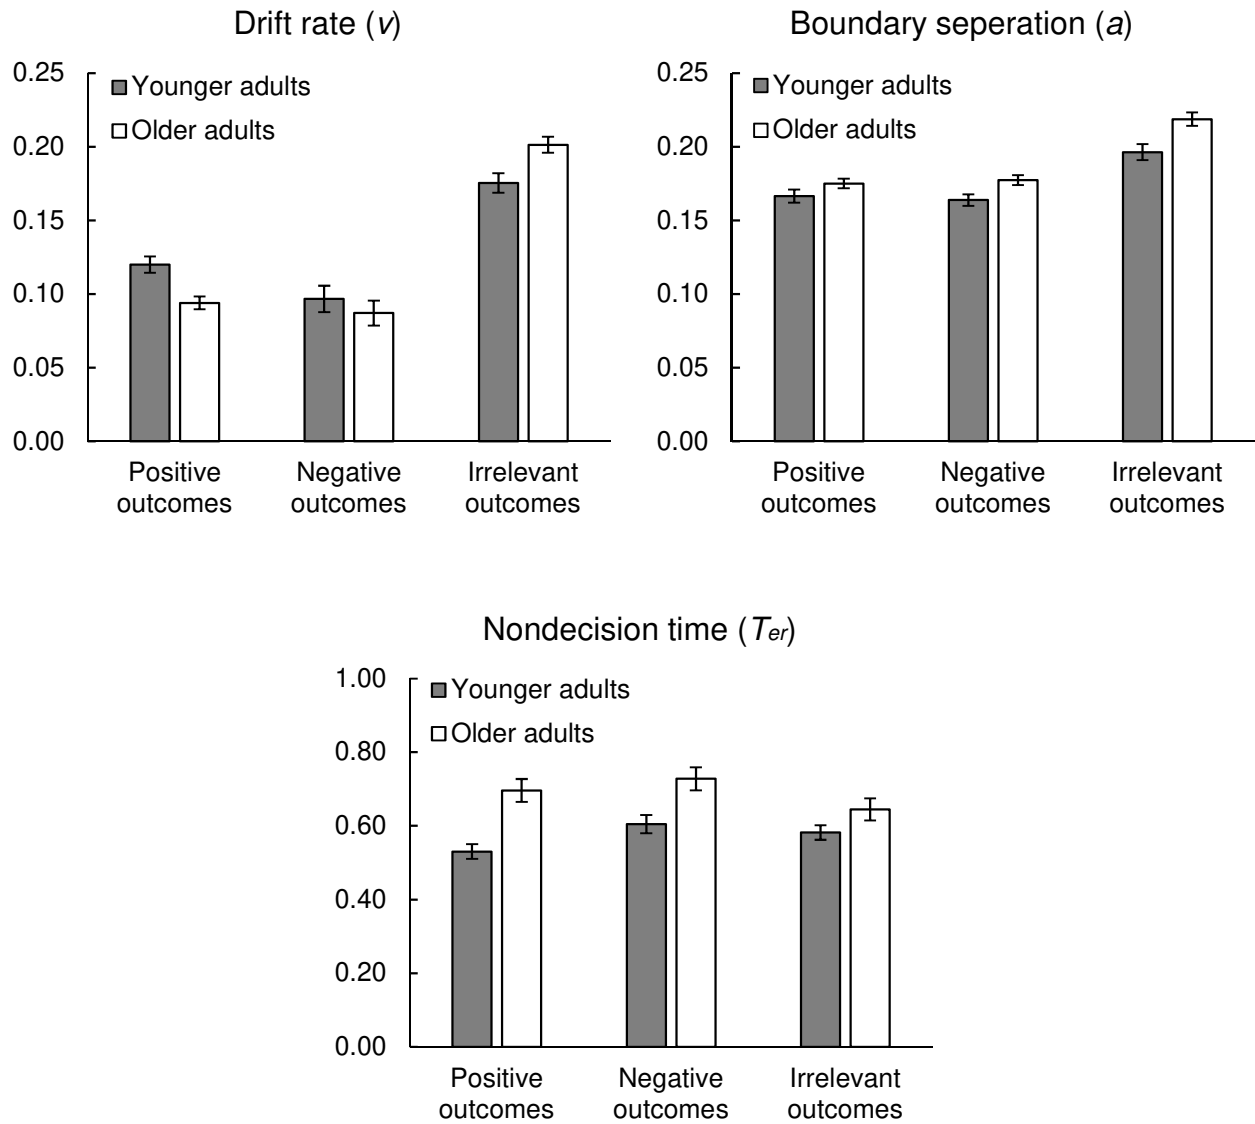 Drift rate (v)
Younger adults
Older adults
0.25
0.20
0.15
0.10
0.05
0.00
Positive outcomes
Negative outcomes
Irrelevant outcomes
Boundary seperation (a)
Younger adults
Older adults
0.25
0.20
0.15
0.10
0.05
0.00
Positive outcomes
Negative outcomes
Irrelevant outcomes
Nondecision time (Ter)
Younger adults
Older adults
1.00
0.80
0.60
0.40
0.20
0.00
Positive outcomes
Negative outcomes
Irrelevant outcomes